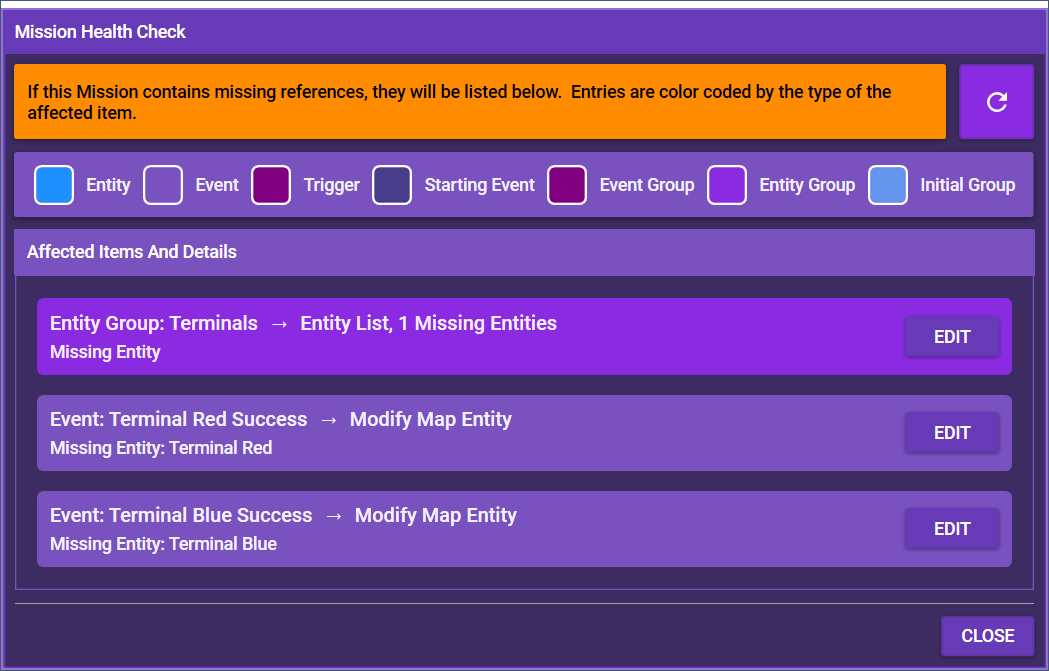 Mission Health Check
If this Mission contains missing references, they will be listed below.  Entries are color coded by the type of the
affected item.
Entity
Event
Trigger
Starting Event
Event Group
Entity Group
Initial Group
Affected Items And Details
Entity Group: Terminals → Entity List, 1 Missing Entities
Missing Entity
EDIT
Event: Terminal Red Success → Modify Map Entity
Missing Entity: Terminal Red
EDIT
Event: Terminal Blue Success → Modify Map Entity
Missing Entity: Terminal Blue
EDIT
CLOSE